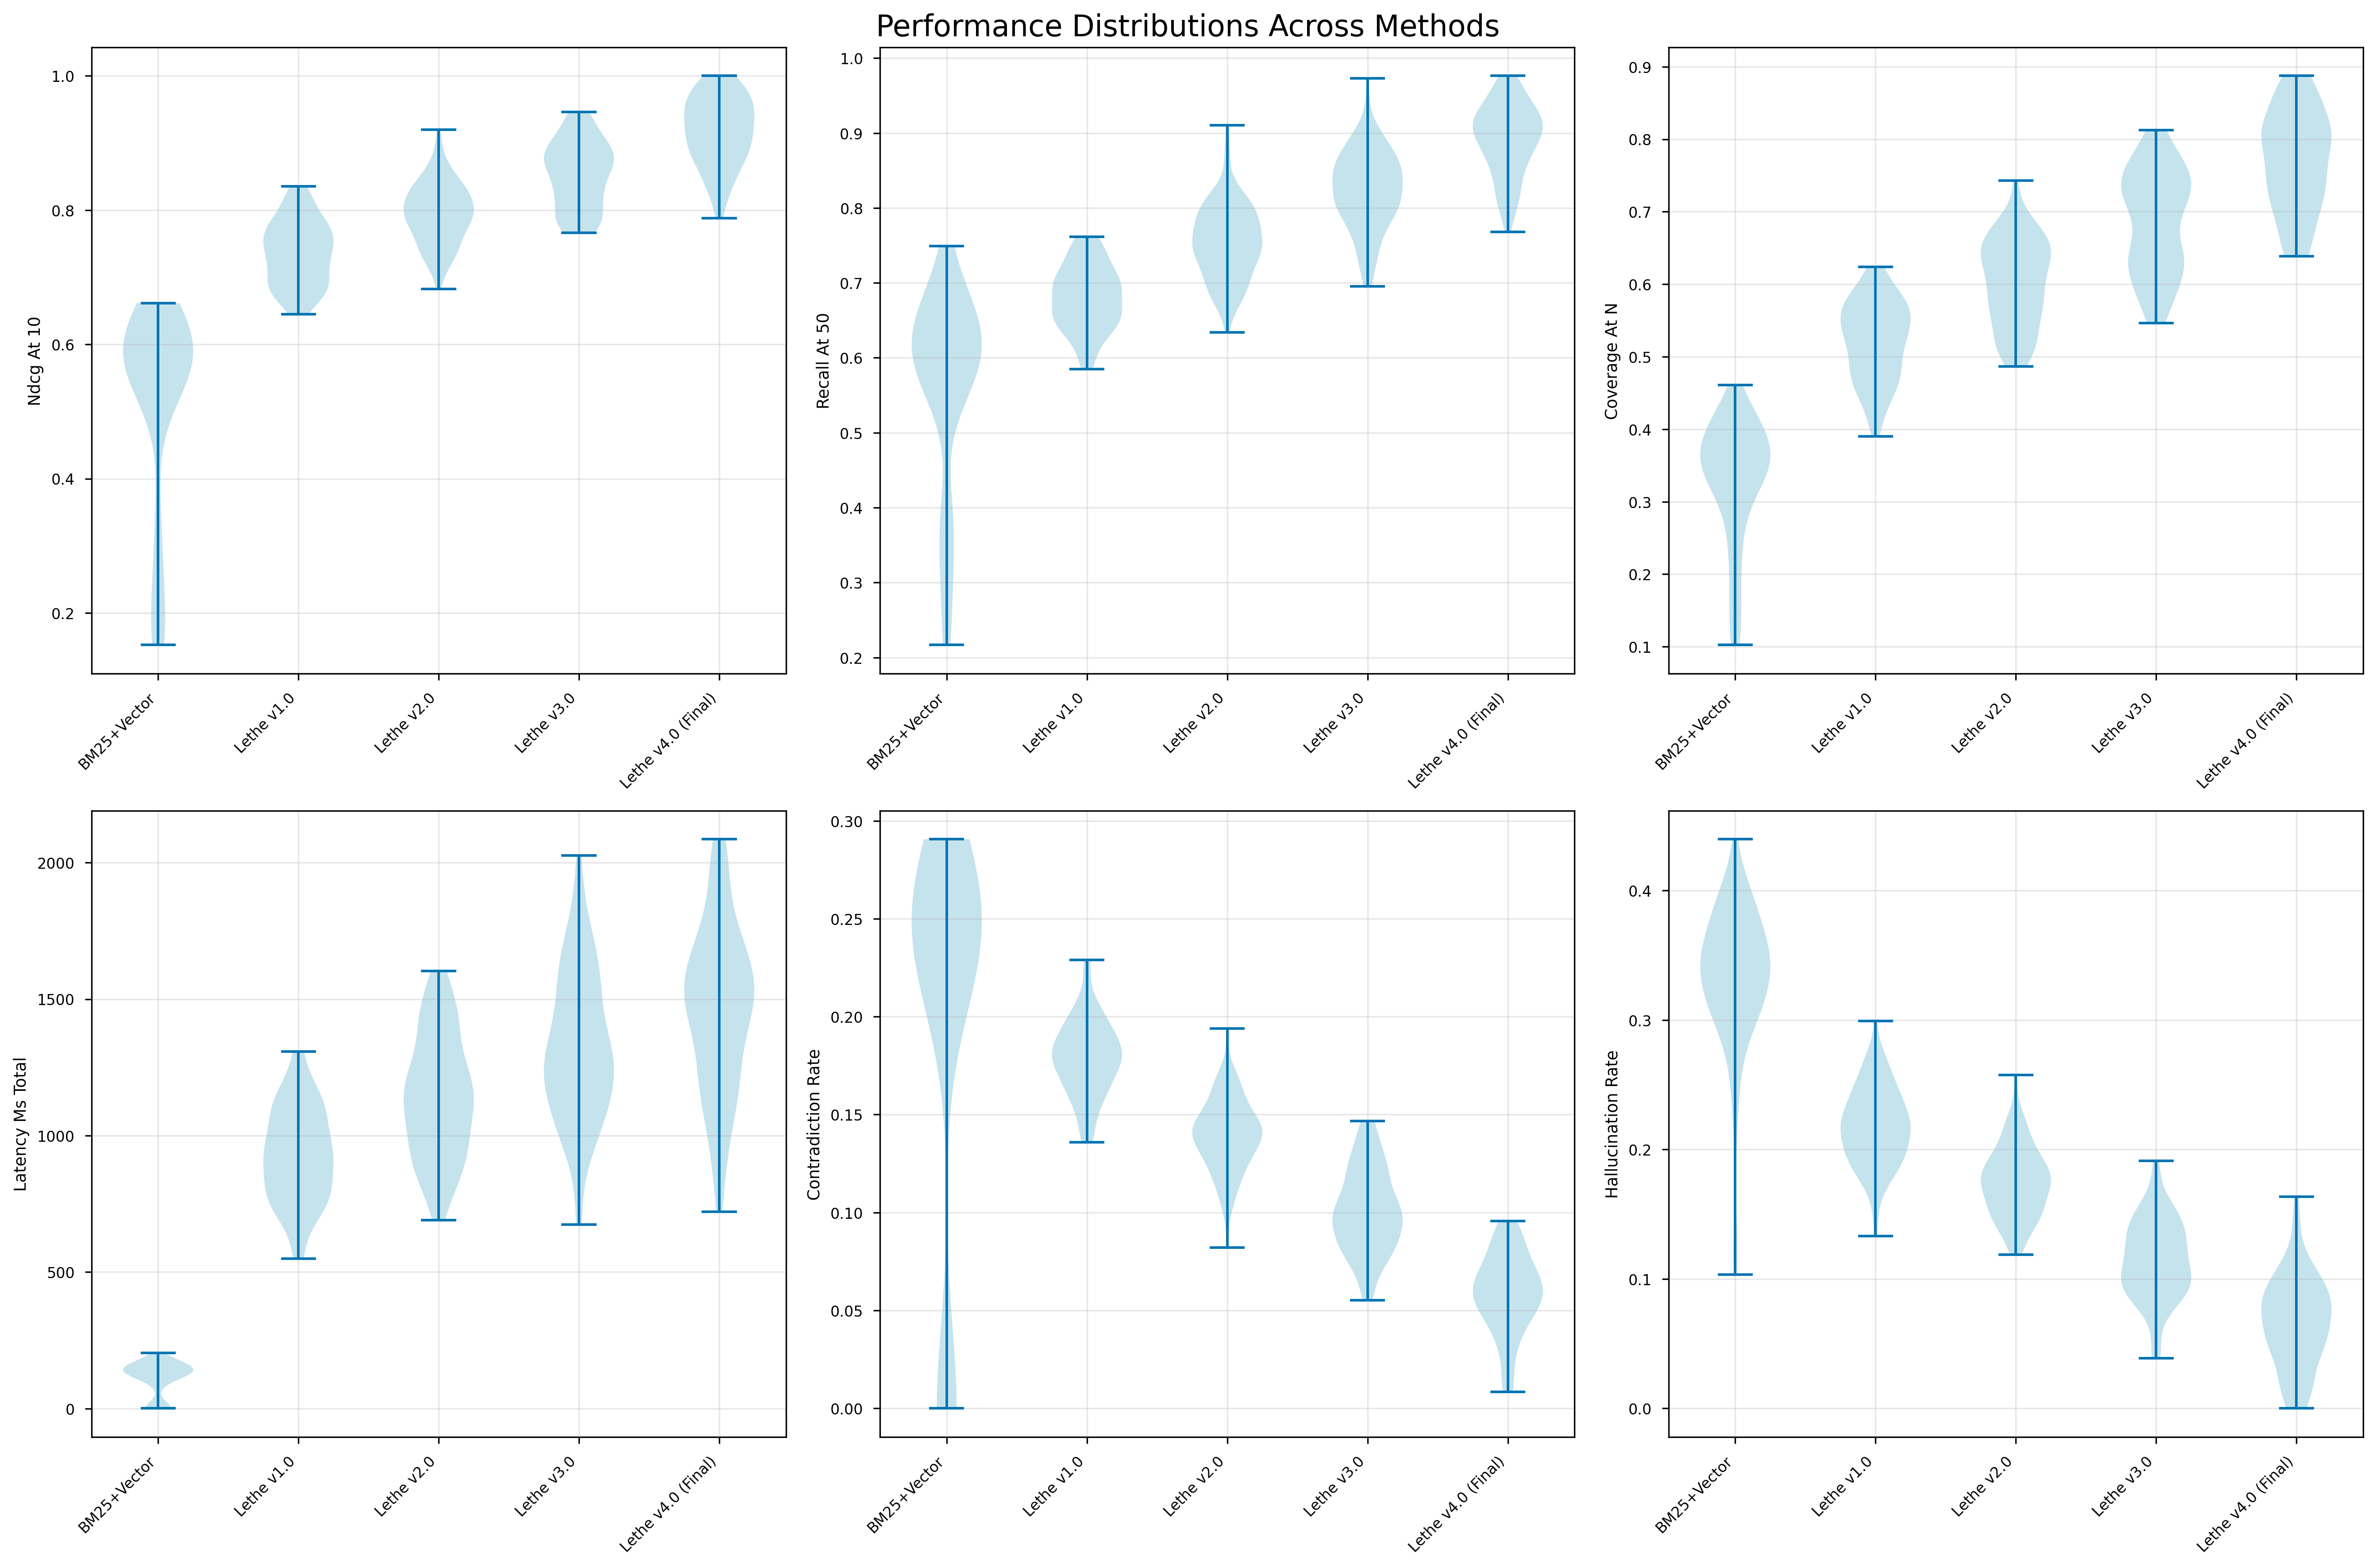 Performance Distributions Across Methods
Ndcg At 10
1.0
0.8
0.6
0.4
0.2
BM25+Vector
Lethe v1.0
Lethe v2.0
Lethe v3.0
Lethe v4.0 (Final)
Recall At 50
1.0
0.9
0.8
0.7
0.6
0.5
0.4
0.3
0.2
BM25+Vector
Lethe v1.0
Lethe v2.0
Lethe v3.0
Lethe v4.0 (Final)
Coverage At N
0.9
0.8
0.7
0.6
0.5
0.4
0.3
0.2
0.1
BM25+Vector
Lethe v1.0
Lethe v2.0
Lethe v3.0
Lethe v4.0 (Final)
Latency Ms Total
2000
1500
1000
500
0
BM25+Vector
Lethe v1.0
Lethe v2.0
Lethe v3.0
Lethe v4.0 (Final)
Contradiction Rate
0.30
0.25
0.20
0.15
0.10
0.05
0.00
BM25+Vector
Lethe v1.0
Lethe v2.0
Lethe v3.0
Lethe v4.0 (Final)
Hallucination Rate
0.4
0.3
0.2
0.1
0.0
BM25+Vector
Lethe v1.0
Lethe v2.0
Lethe v3.0
Lethe v4.0 (Final)